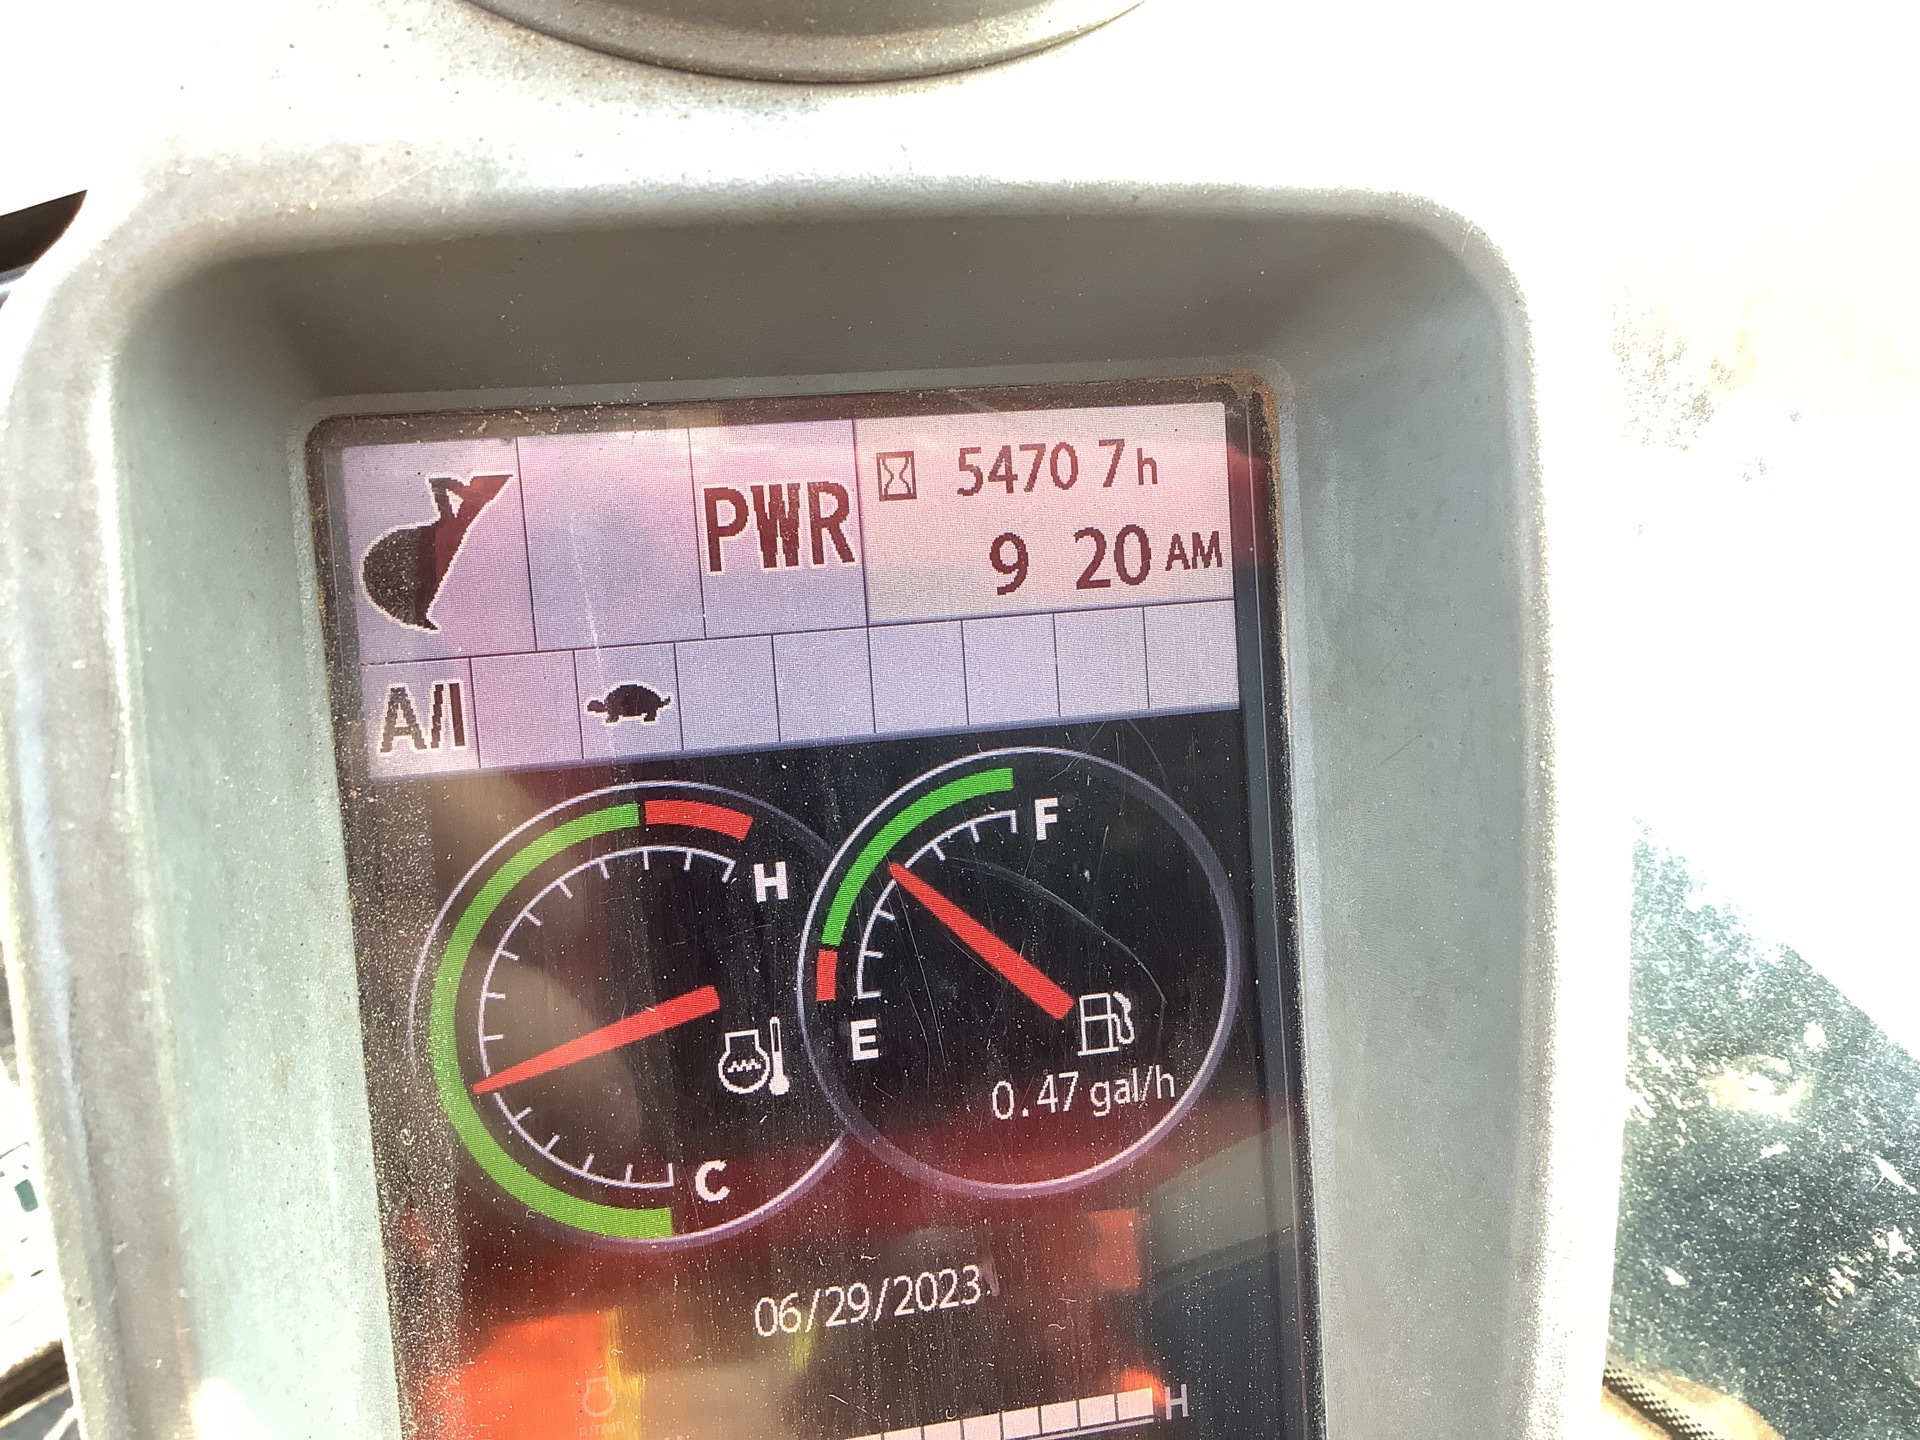 PWR
5470 7h
9 20 AM
A/I
H
C
F
E
0.47 gal/h
06/29/2023
H